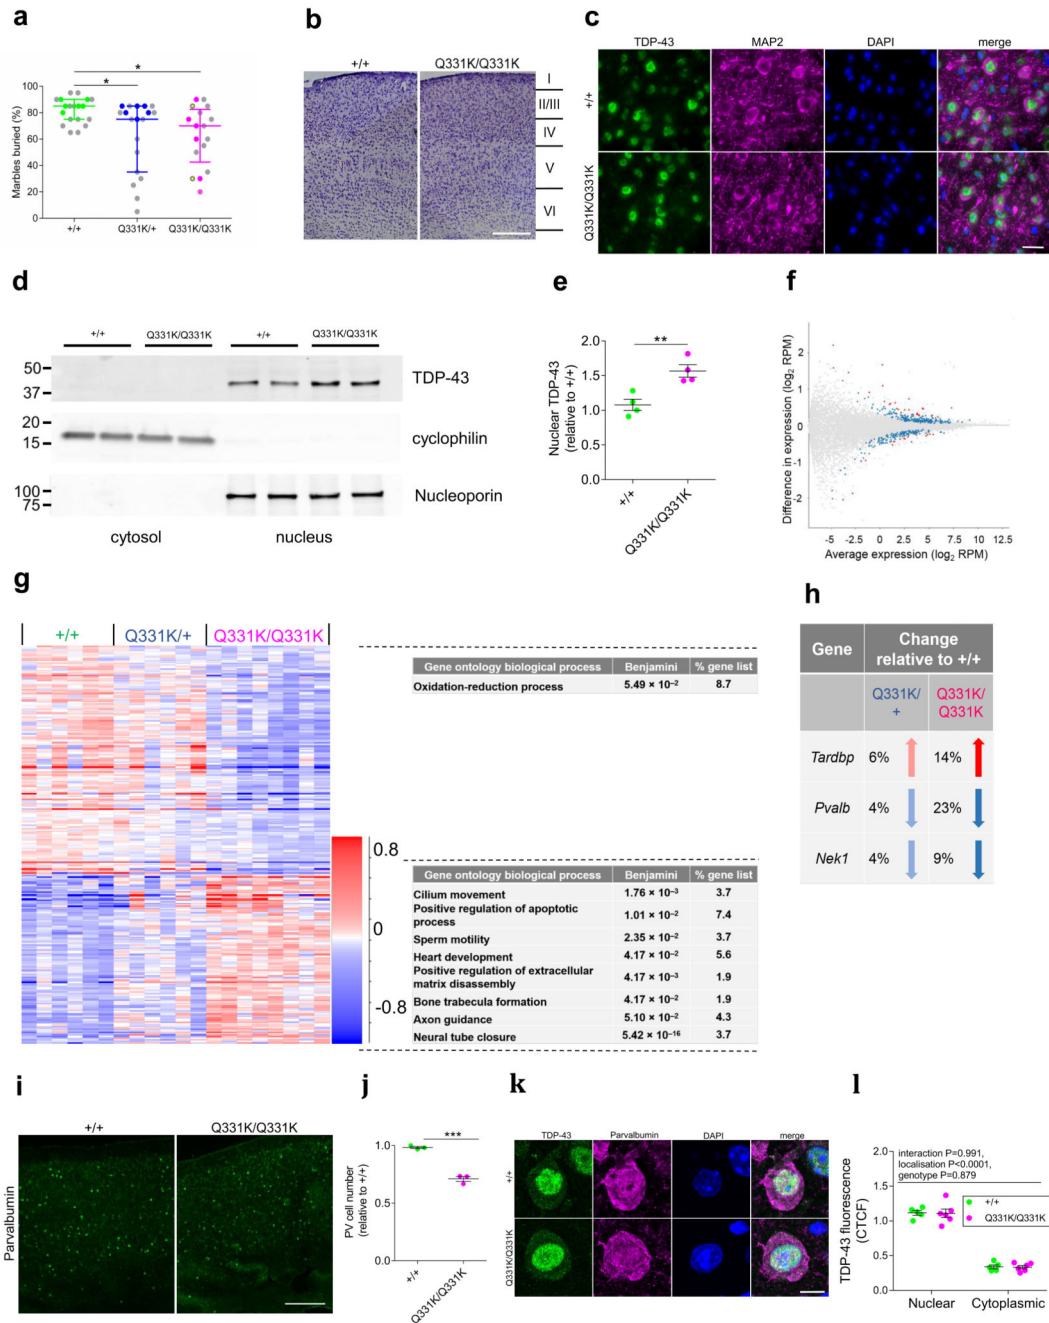 a
Marbles buried (%)
100
80
60
40
20
0
*
*
+/+
Q331K/+
Q331K/Q331K
b
+/+
Q331K/Q331K
I
II/III
IV
V
VI
c
TDP-43
MAP2
DAPI
merge
+/+
Q331K/Q331K
d
+/+
Q331K/Q331K
+/+
Q331K/Q331K
50
37
TDP-43
20
15
cyclophilin
100
75
Nucleoporin
cytosol
nucleus
e
Nuclear TDP-43
(relative to +/+)
2.0
1.5
1.0
0.5
0.0
**
+/+
Q331K/Q331K
f
Difference in expression (log2 RPM)
2
1
0
-1
-2
-5
-2.5
0
2.5
5
7.5
10
12.5
Average expression (log2 RPM)
g
+/+
Q331K/+
Q331K/Q331K
0.8
0
-0.8
Gene ontology biological process Benjamini % gene list
Oxidation-reduction process 5.49 × 10⁻² 8.7
Gene ontology biological process Benjamini % gene list
Cilium movement 1.76 × 10⁻³ 3.7
Positive regulation of apoptotic
process 1.01 × 10⁻² 7.4
Sperm motility 2.35 × 10⁻² 3.7
Heart development 4.17 × 10⁻² 5.6
Positive regulation of extracellular
matrix disassembly 4.17 × 10⁻³ 1.9
Bone trabecula formation 4.17 × 10⁻² 1.9
Axon guidance 5.10 × 10⁻² 4.3
Neural tube closure 5.42 × 10⁻¹⁶ 3.7
h
Gene
Change
relative to +/+
Q331K/
+
Q331K/
Q331K
Tardbp 6% 14%
Pvalb 4% 23%
Nek1 4% 9%
i
+/+
Q331K/Q331K
Parvalbumin
j
PV cell number
(relative to +/+)
1.0
0.5
0.0
***
+/+
Q331K/Q331K
k
TDP-43
Parvalbumin
DAPI
merge
+/+
Q331K/Q331K
l
TDP-43 fluorescence
(CTCF)
2.0
1.5
1.0
0.5
0.0
interaction P=0.991,
localisation P<0.0001,
genotype P=0.879
+/+
Q331K/Q331K
Nuclear
Cytoplasmic